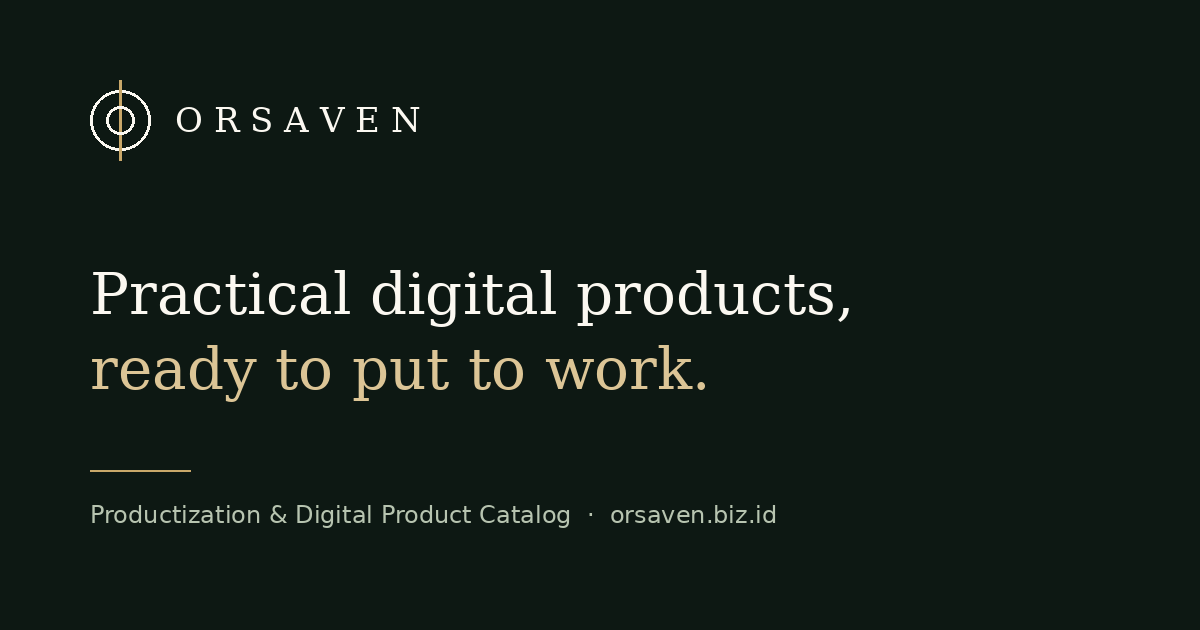 ORSAVEN
Practical digital products,
ready to put to work.
Productization & Digital Product Catalog · orsaven.biz.id